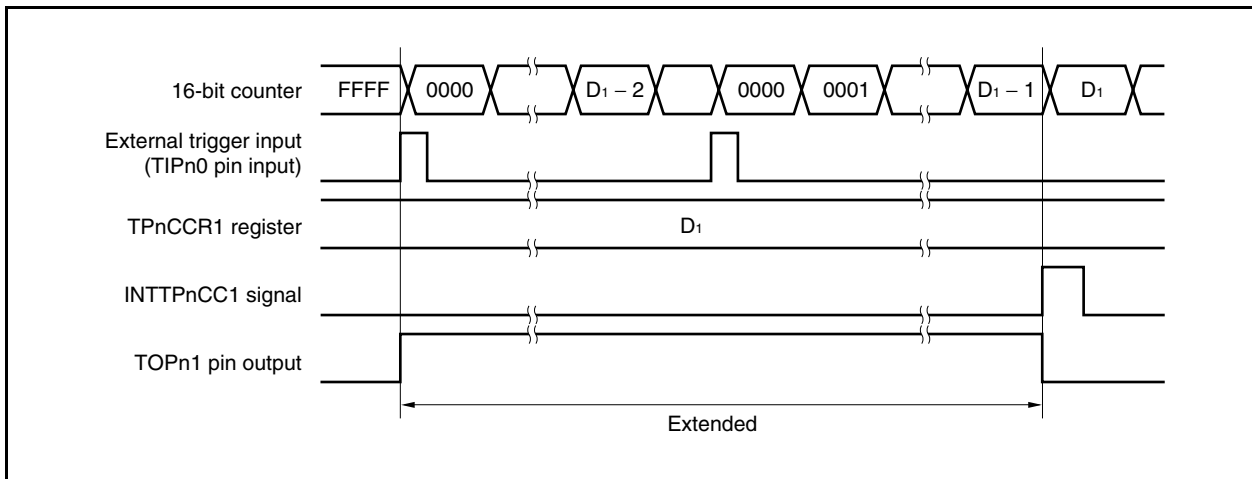 16-bit counter FFFF 0000 D1 – 2 0000 0001 D1 – 1 D1
External trigger input
(TIPn0 pin input)
TPnCCR1 register D1
INTTPnCC1 signal
TOPn1 pin output
Extended